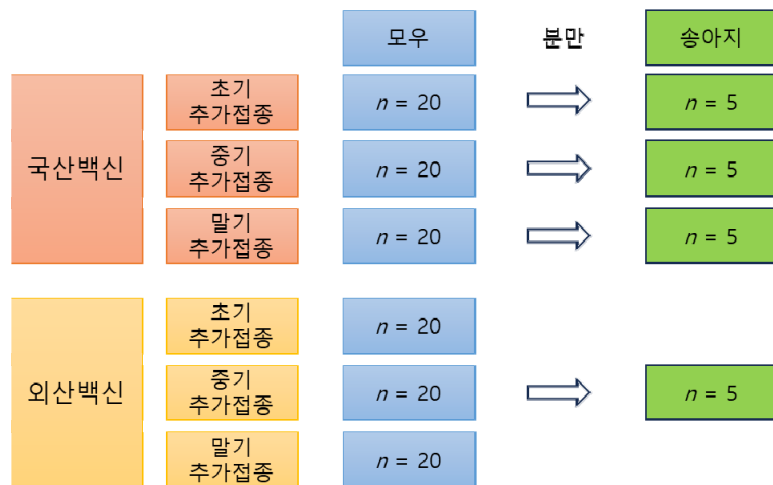 모우 분만 송아지
국산백신
초기
추가접종
n = 20
n = 5
중기
추가접종
n = 20
n = 5
말기
추가접종
n = 20
n = 5
외산백신
초기
추가접종
n = 20
중기
추가접종
n = 20
n = 5
말기
추가접종
n = 20